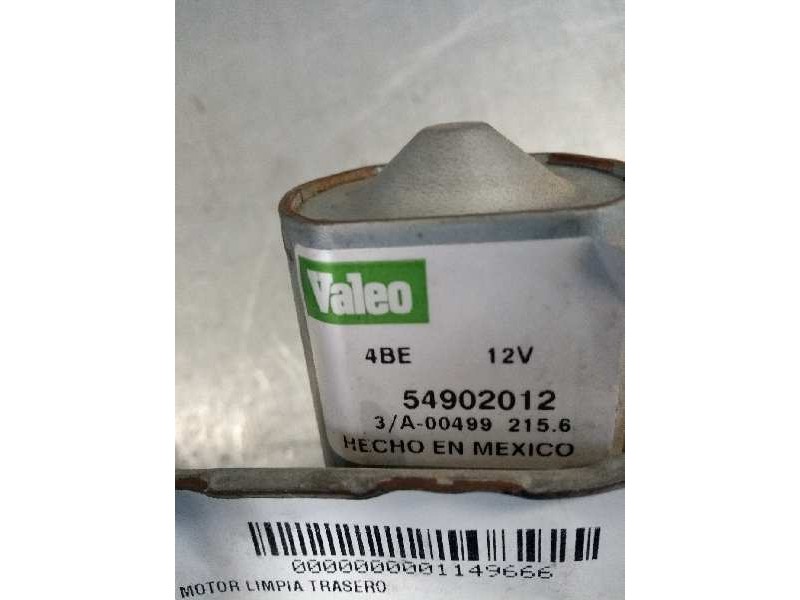 Valeo
4BE 12V
54902012
3/A-00499 215.6
HECHO EN MEXICO
0000000001149666
MOTOR LIMPIA TRASERO